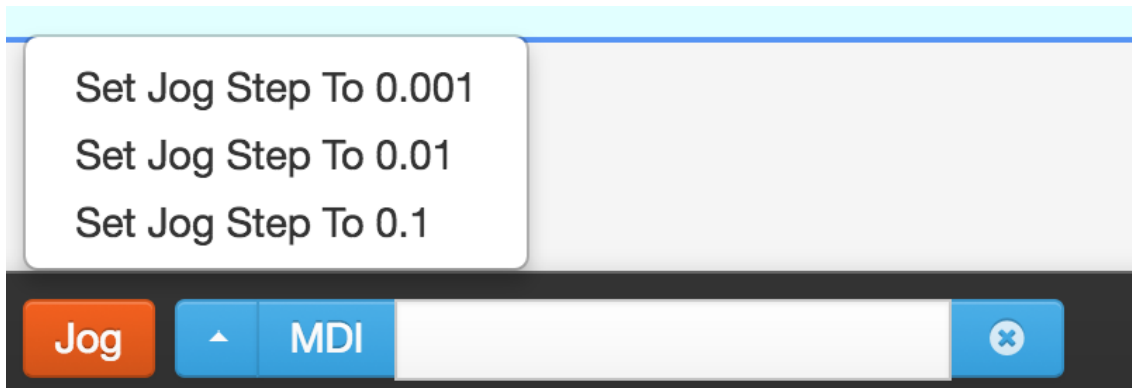 Set Jog Step To 0.001
Set Jog Step To 0.01
Set Jog Step To 0.1
Jog MDI